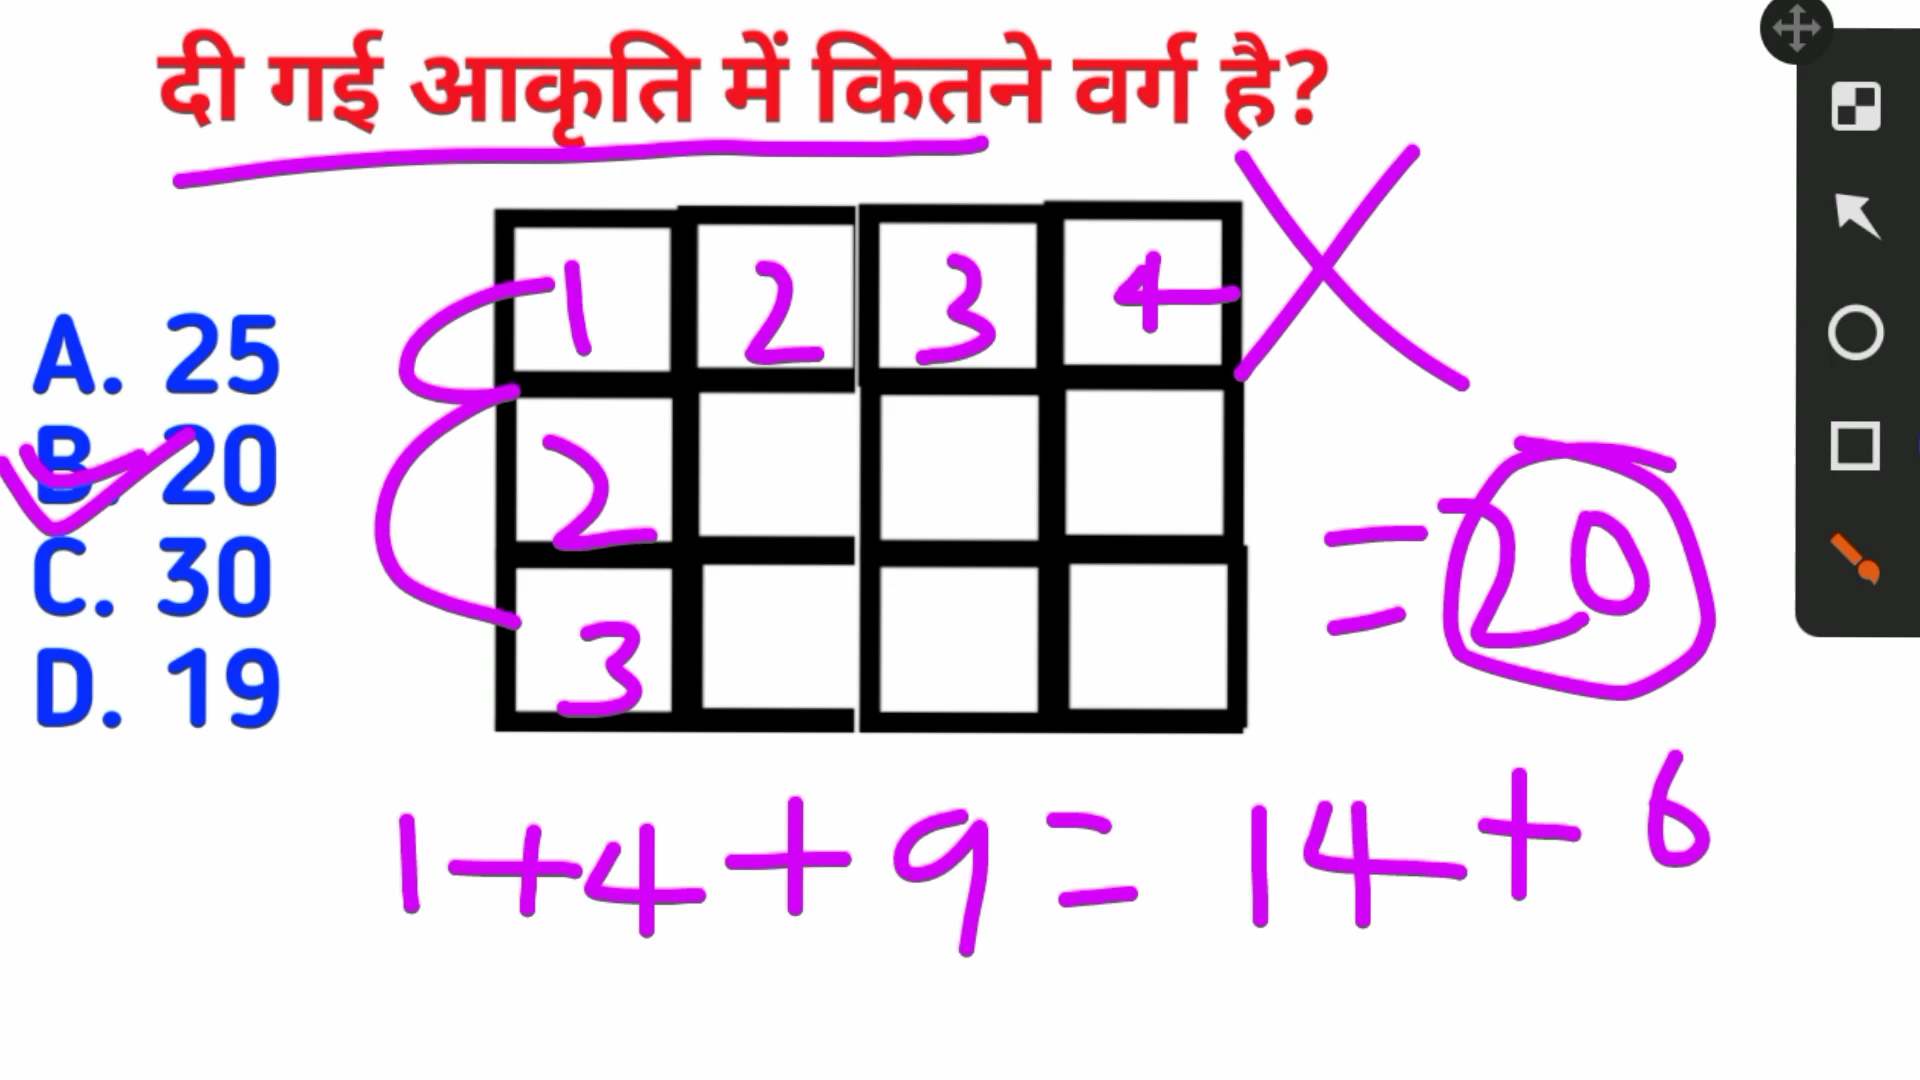 दी गई आकृति में कितने वर्ग है?
1 2 3 4
A. 25
B. 20
2
= 20
C. 30
3
D. 19
1+4+9=14+6